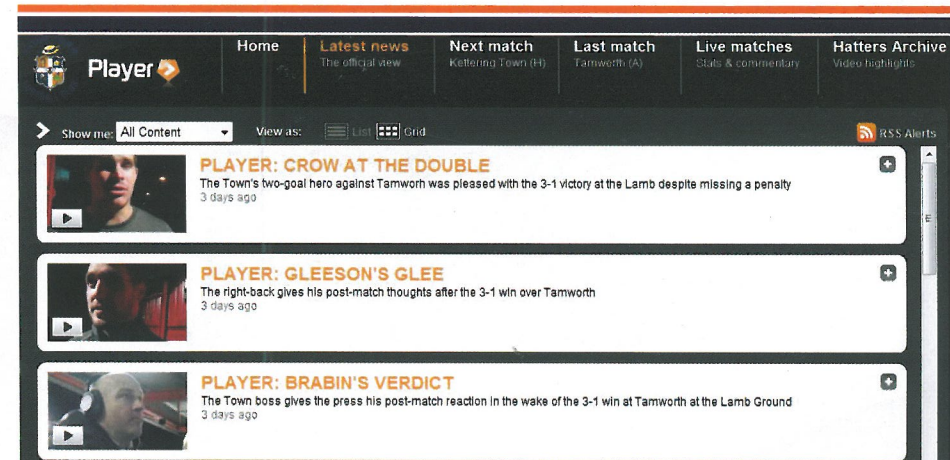 Player
Home
Latest news
The official view
Next match
Kettering Town (H)
Last match
Tamworth (A)
Live matches
Stats & commentary
Hatters Archive
Video highlights
Show me: All Content
View as: List Grid
RSS Alerts
PLAYER: CROW AT THE DOUBLE
The Town's two-goal hero against Tamworh was pleased with the 3-1 victory at the Lamb despite missing a penalty
3 days ago
PLAYER: GLEESON'S GLEE
The right-back gives his post-match thoughts after the 3-1 win over Tamworth
3 days ago
PLAYER: BRABIN'S VERDICT
The Town boss gives the press his post-match reaction in the wake of the 3-1 win at Tamworth at the Lamb Ground
3 days ago